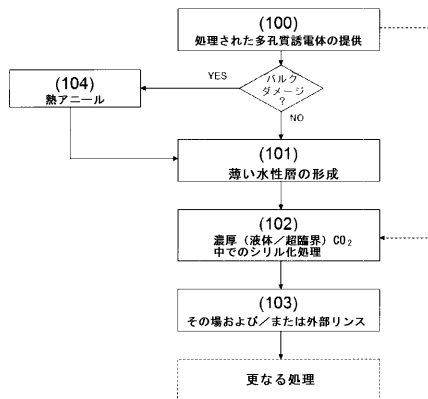 (100)
処理された多孔質誘電体の提供
バルク
ダメージ
?
YES
(104)
熱アニール
NO
(101)
薄い水性層の形成
(102)
濃厚（液体／超臨界）CO₂
中でのシリル化処理
(103)
その場および／または外部リンス
更なる処理